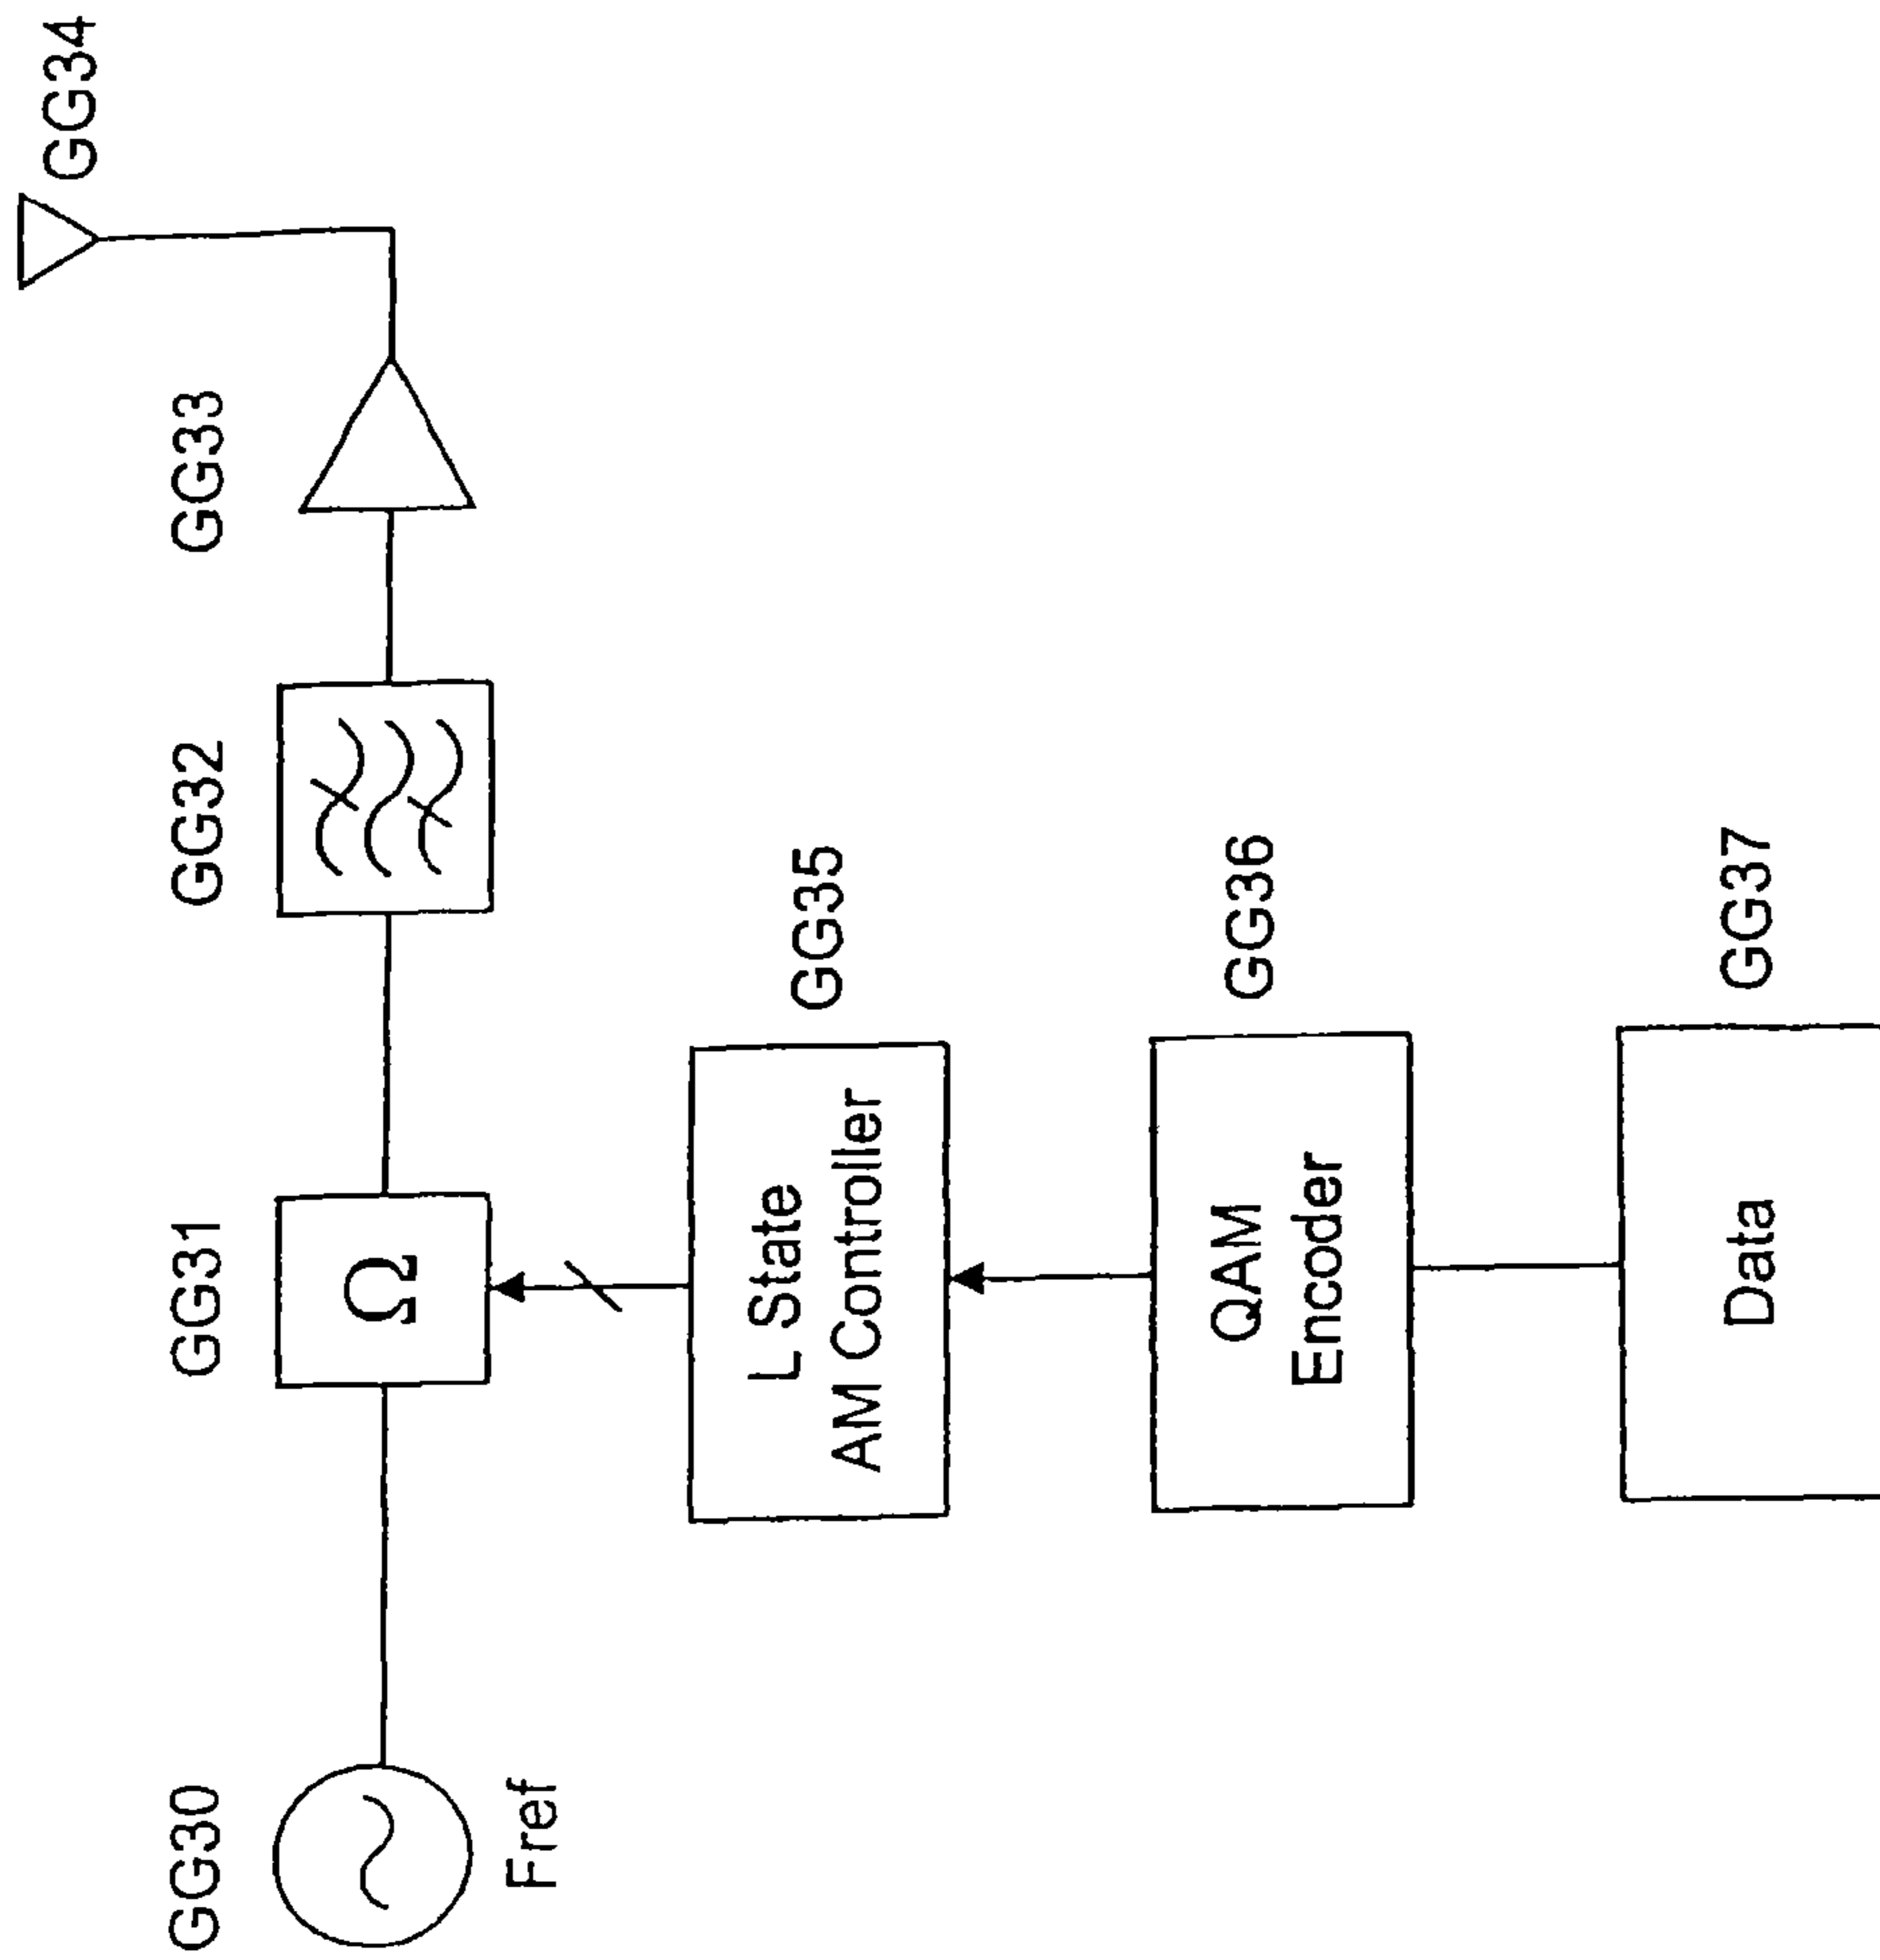 GG30
GG31
GG32
GG33
GG34
Ω
Fref
GG35
L State
AM Controller
GG36
QAM
Encoder
GG37
Data